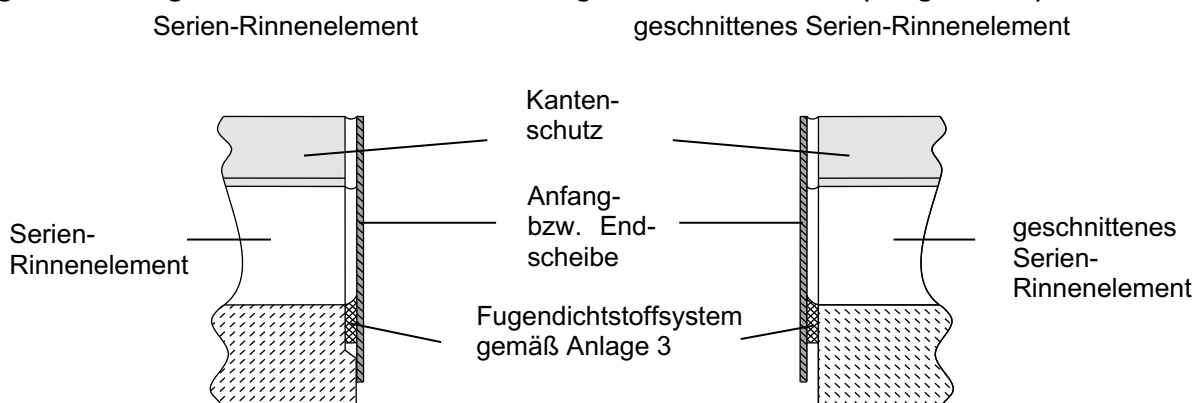 Serien-Rinnenelement
geschnittenes Serien-Rinnenelement
Kanten-
schutz
Anfang-
bzw. End-
scheibe
Serien-
Rinnenelement
geschnittenes
Serien-
Rinnenelement
Fugendichtstoffsystem
gemäß Anlage 3